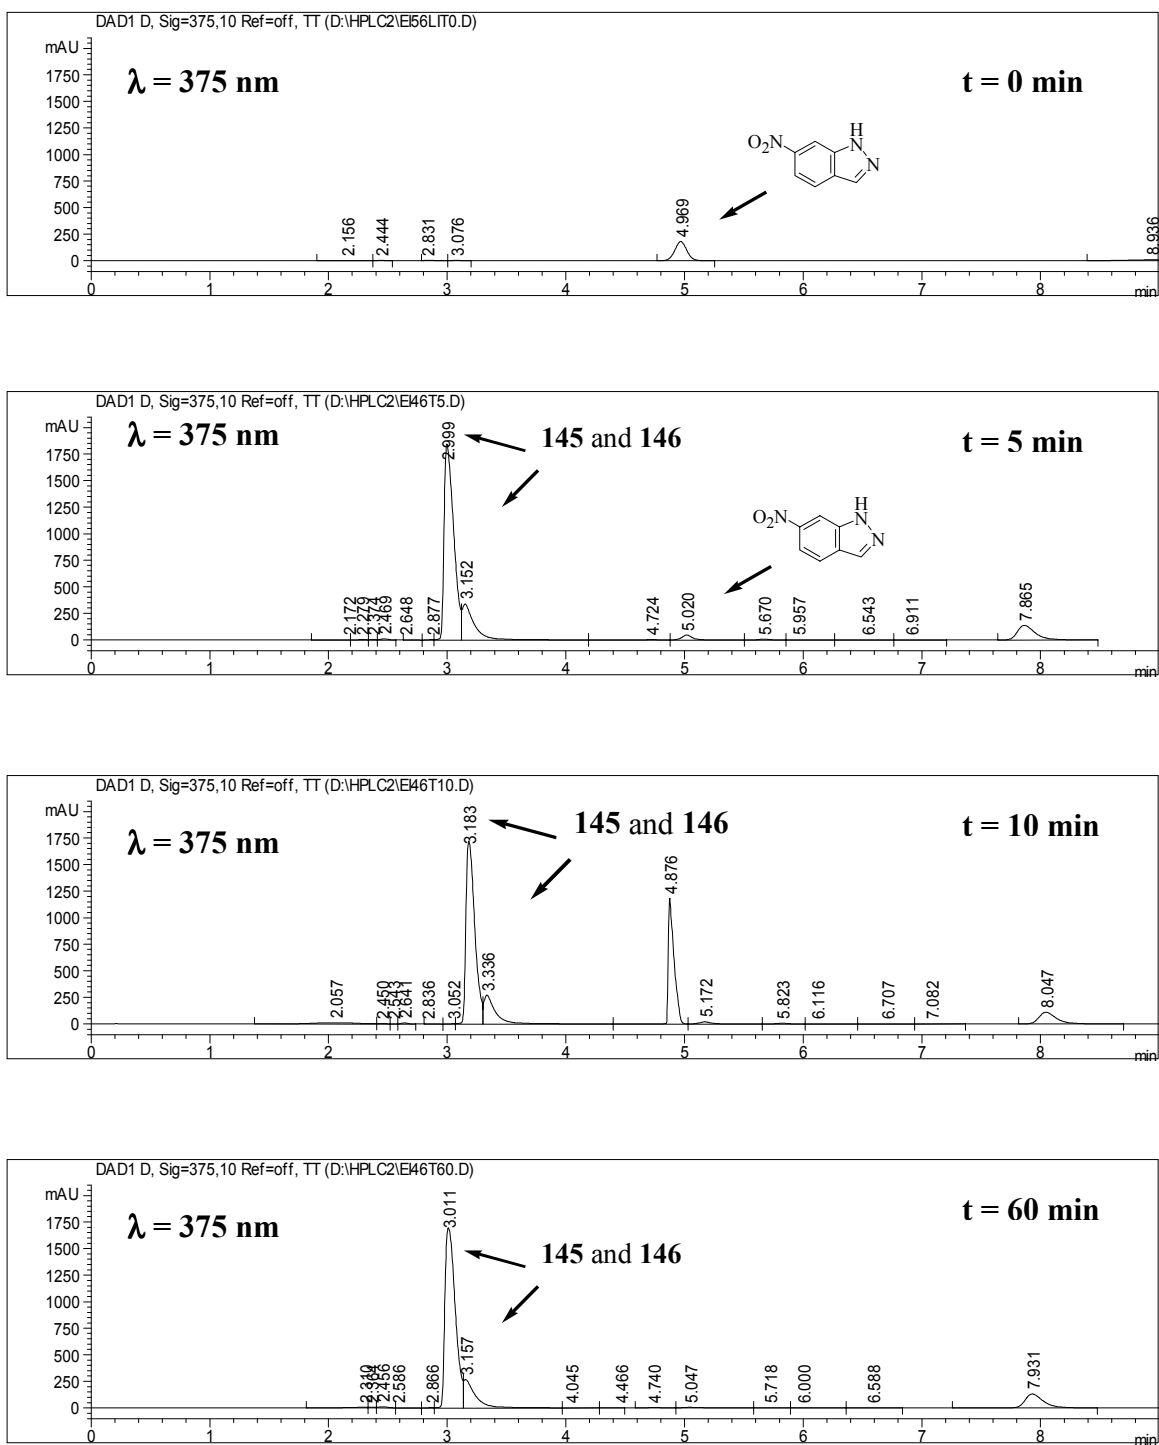 DAD1 D, Sig=375,10 Ref=off, TT (D:\HPLC2\EI56LIT0.D)
mAU
λ = 375 nm
t = 0 min
1750
1500
1250
1000
750
500
250
0
H
O2N
N
N
2.156
2.444
2.831
3.076
4.969
8.936
0 1 2 3 4 5 6 7 8 min
DAD1 D, Sig=375,10 Ref=off, TT (D:\HPLC2\EI46T5.D)
mAU
λ = 375 nm
145 and 146
t = 5 min
1750
1500
1250
1000
750
500
250
0
H
O2N
N
N
2.172
2.279
2.374
2.469
2.648
2.877
2.999
3.152
4.724
5.020
5.670
5.957
6.543
6.911
7.865
0 1 2 3 4 5 6 7 8 min
DAD1 D, Sig=375,10 Ref=off, TT (D:\HPLC2\EI46T10.D)
mAU
λ = 375 nm
145 and 146
t = 10 min
1750
1500
1250
1000
750
500
250
0
2.057
2.450
2.543
2.641
2.836
3.052
3.183
3.336
4.876
5.172
5.823
6.116
6.707
7.082
8.047
0 1 2 3 4 5 6 7 8 min
DAD1 D, Sig=375,10 Ref=off, TT (D:\HPLC2\EI46T60.D)
mAU
λ = 375 nm
145 and 146
t = 60 min
1750
1500
1250
1000
750
500
250
0
2.310
2.456
2.586
2.866
3.011
3.157
4.045
4.466
4.740
5.047
5.718
6.000
6.588
7.931
0 1 2 3 4 5 6 7 8 min